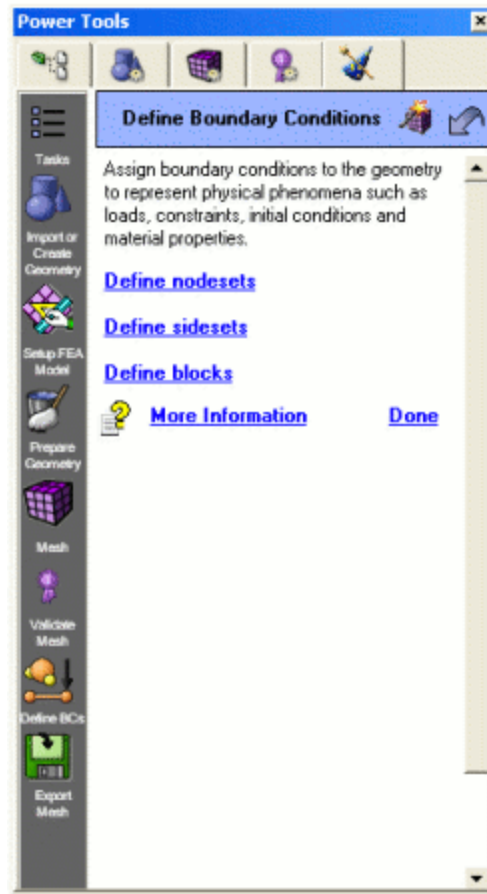 Power Tools
Define Boundary Conditions
Tasks
Import or
Create
Geometry
Setup FEA
Model
Prepare
Geometry
Mesh
Validate
Mesh
Define BCs
Export
Mesh
Assign boundary conditions to the geometry
to represent physical phenomena such as
loads, constraints, initial conditions and
material properties.
Define nodesets
Define sidesets
Define blocks
More Information Done